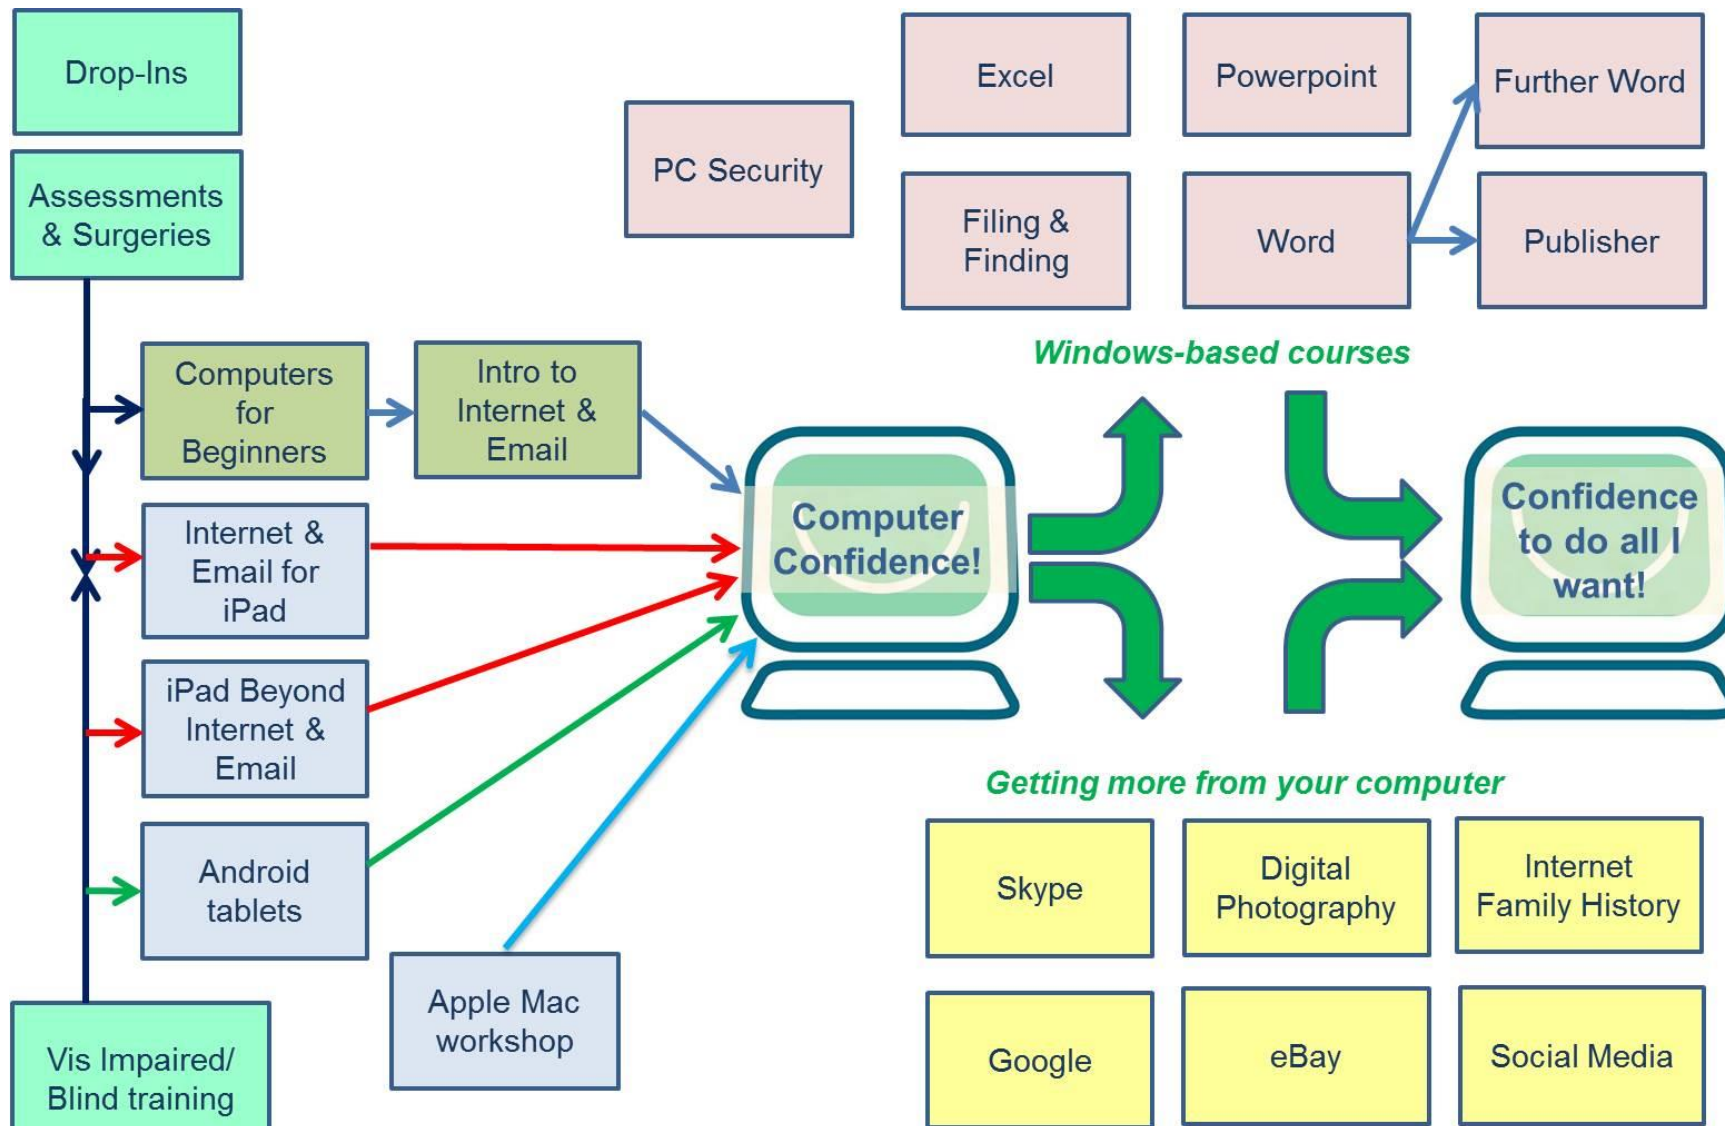 Drop-Ins
Assessments
& Surgeries
PC Security
Excel
Powerpoint
Further Word
Filing &
Finding
Word
Publisher
Windows-based courses
Computers
for
Beginners
Intro to
Internet &
Email
Internet &
Email for
iPad
iPad Beyond
Internet &
Email
Android
tablets
Apple Mac
workshop
Vis Impaired/
Blind training
Computer
Confidence!
Confidence
to do all I
want!
Getting more from your computer
Skype
Digital
Photography
Internet
Family History
Google
eBay
Social Media